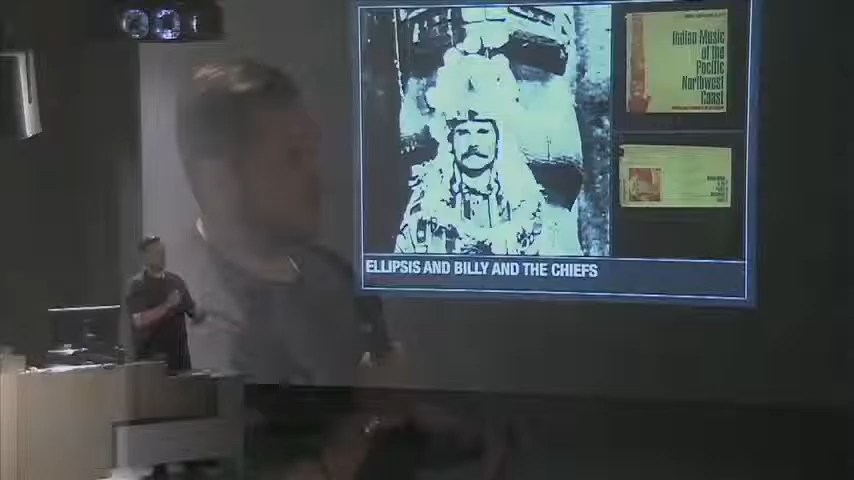 Indian Music
of the
Pacific
Northwest
Coast
ELLIPSIS AND BILLY AND THE CHIEFS